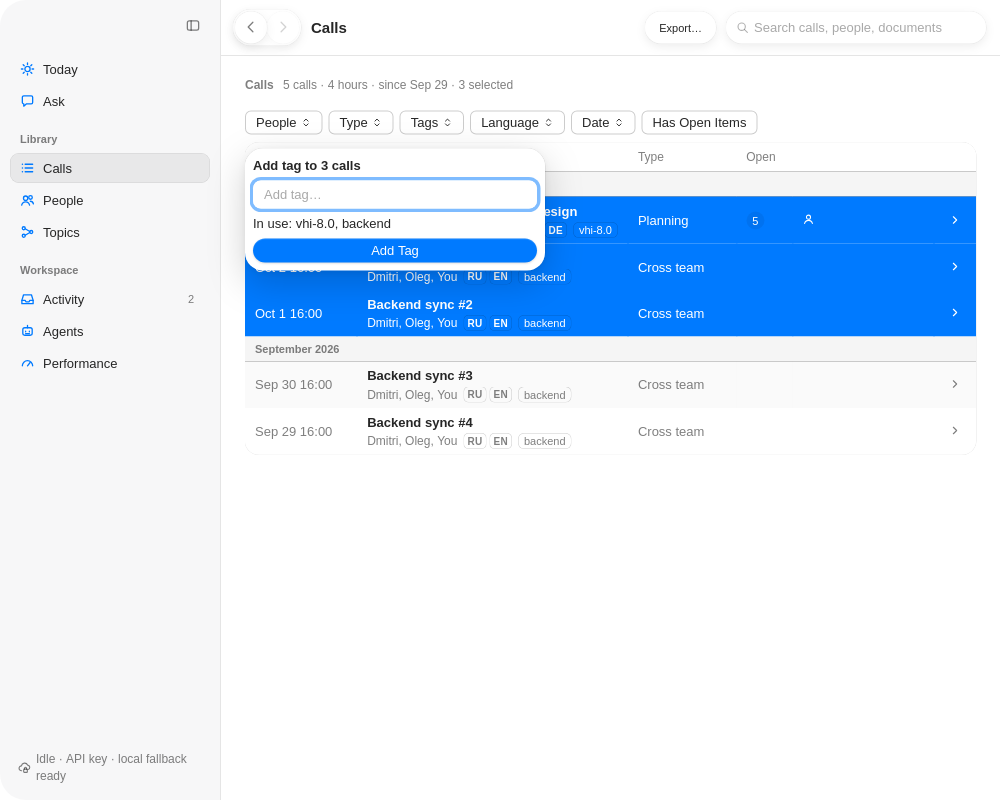 Calls
Export…
Search calls, people, documents
Today
Ask
Library
Calls
People
Topics
Workspace
Activity 2
Agents
Performance
Idle · API key · local fallback
ready
Calls 5 calls · 4 hours · since Sep 29 · 3 selected
People
Type
Tags
Language
Date
Has Open Items
Type Open
Add tag to 3 calls
Add tag…
In use: vhi-8.0, backend
Add Tag
DE vhi-8.0 Planning 5
Cross team
Dmitri, Oleg, You RU EN backend
Oct 1 16:00 Backend sync #2 Cross team
Dmitri, Oleg, You RU EN backend
September 2026
Sep 30 16:00 Backend sync #3 Cross team
Dmitri, Oleg, You RU EN backend
Sep 29 16:00 Backend sync #4 Cross team
Dmitri, Oleg, You RU EN backend